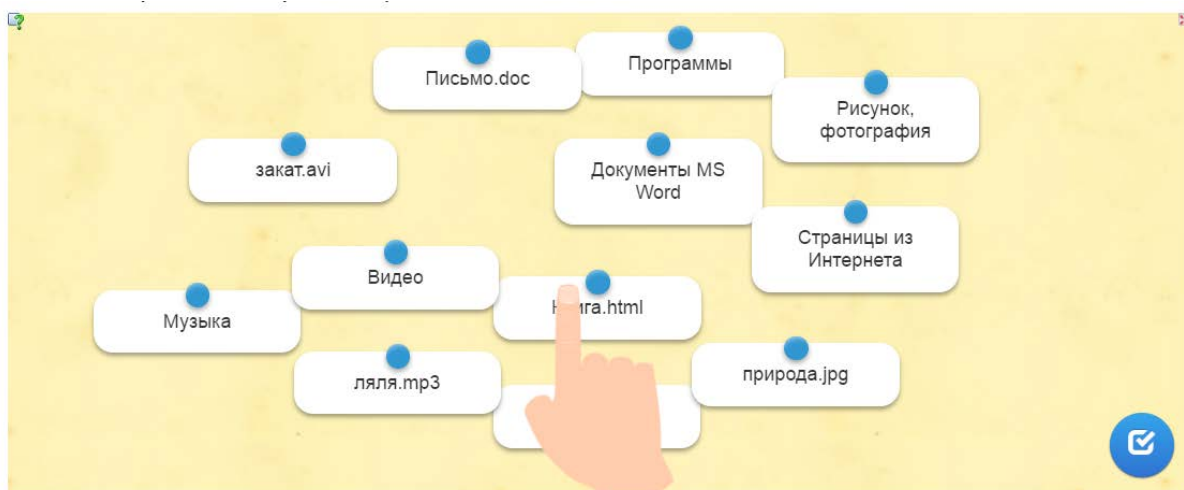 Программы
Письмо.doc
Рисунок,
фотография
закат.avi
Документы MS
Word
Страницы из
Интернета
Видео
Музыка
ляля.mp3
природа.jpg